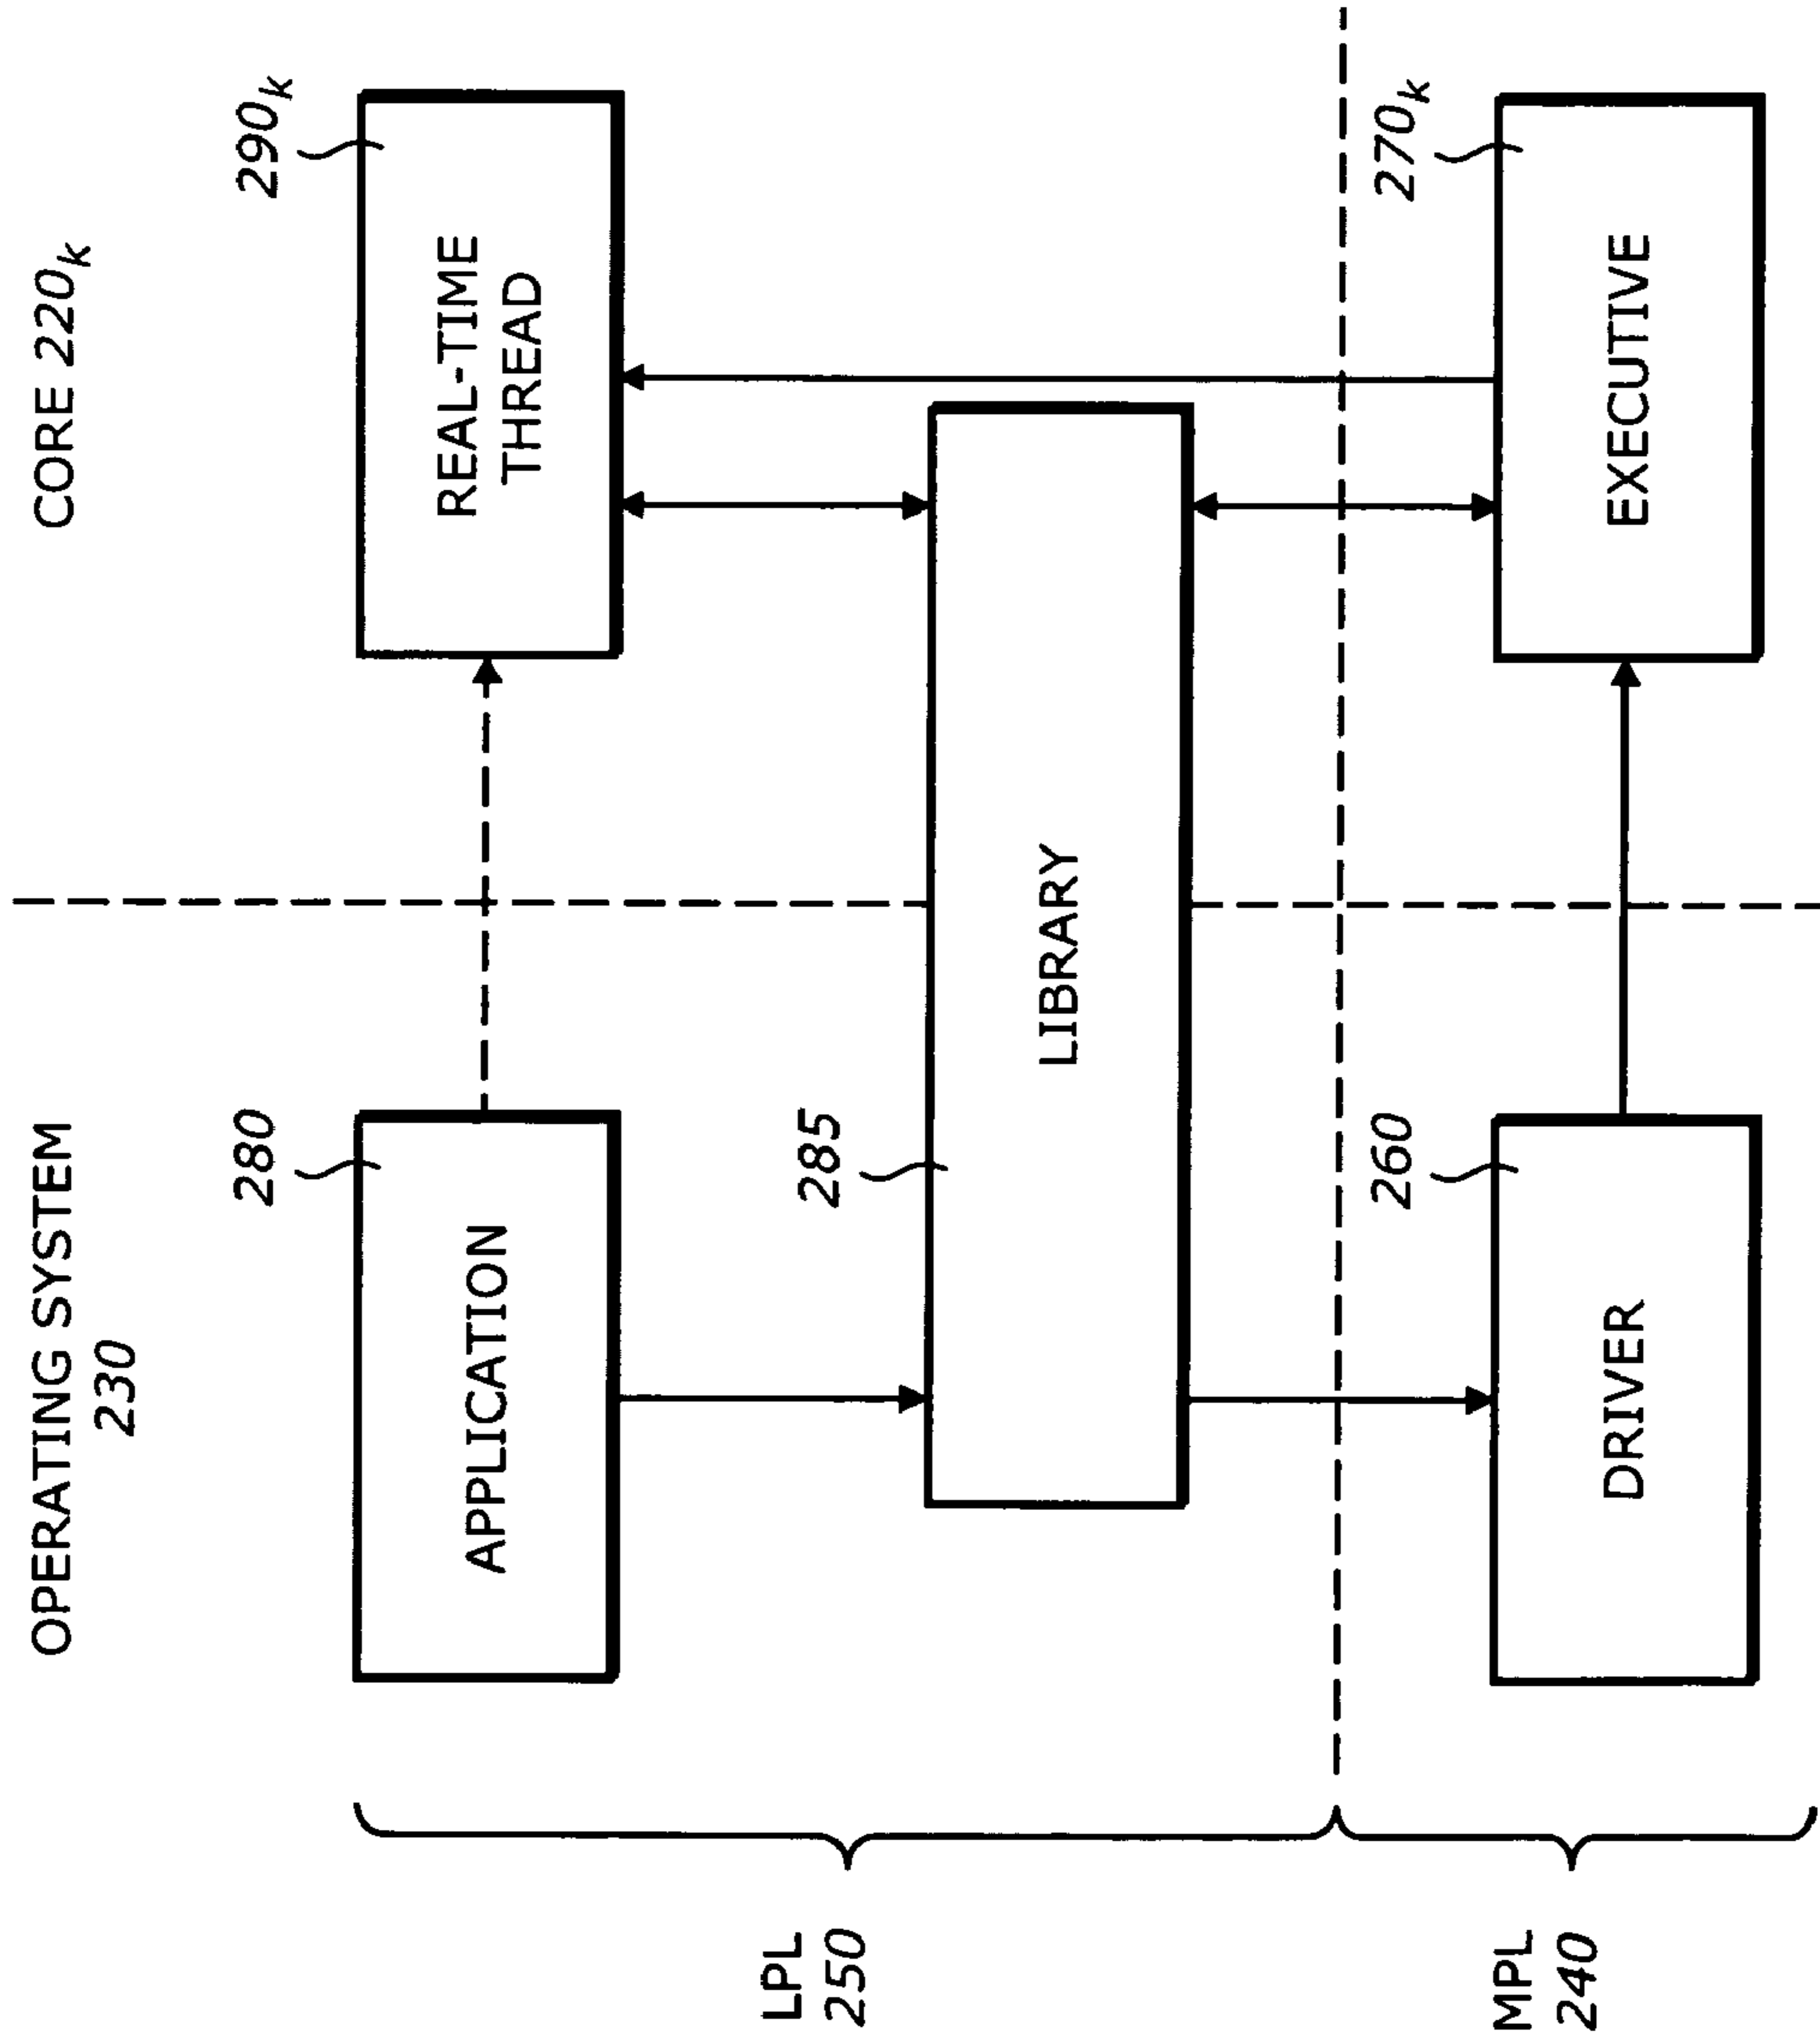 OPERATING SYSTEM
230
CORE 220k
280
APPLICATION
290k
REAL-TIME
THREAD
LPL
250
285
LIBRARY
MPL
240
260
DRIVER
270k
EXECUTIVE